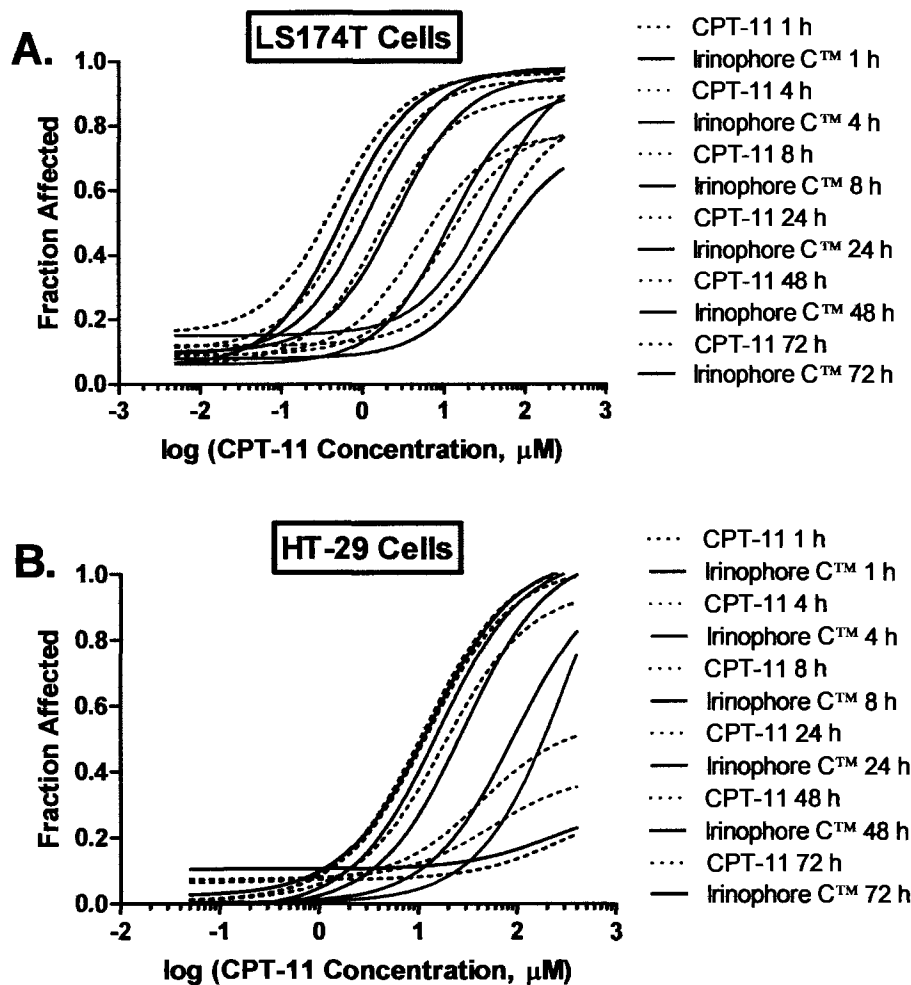 A.
LS174T Cells
Fraction Affected
1.0
0.8
0.6
0.4
0.2
0.0
-3 -2 -1 0 1 2 3
log (CPT-11 Concentration, μM)
CPT-11 1 h
Irinophore C™ 1 h
CPT-11 4 h
Irinophore C™ 4 h
CPT-11 8 h
Irinophore C™ 8 h
CPT-11 24 h
Irinophore C™ 24 h
CPT-11 48 h
Irinophore C™ 48 h
CPT-11 72 h
Irinophore C™ 72 h
B.
HT-29 Cells
Fraction Affected
1.0
0.8
0.6
0.4
0.2
0.0
-2 -1 0 1 2 3
log (CPT-11 Concentration, μM)
CPT-11 1 h
Irinophore C™ 1 h
CPT-11 4 h
Irinophore C™ 4 h
CPT-11 8 h
Irinophore C™ 8 h
CPT-11 24 h
Irinophore C™ 24 h
CPT-11 48 h
Irinophore C™ 48 h
CPT-11 72 h
Irinophore C™ 72 h